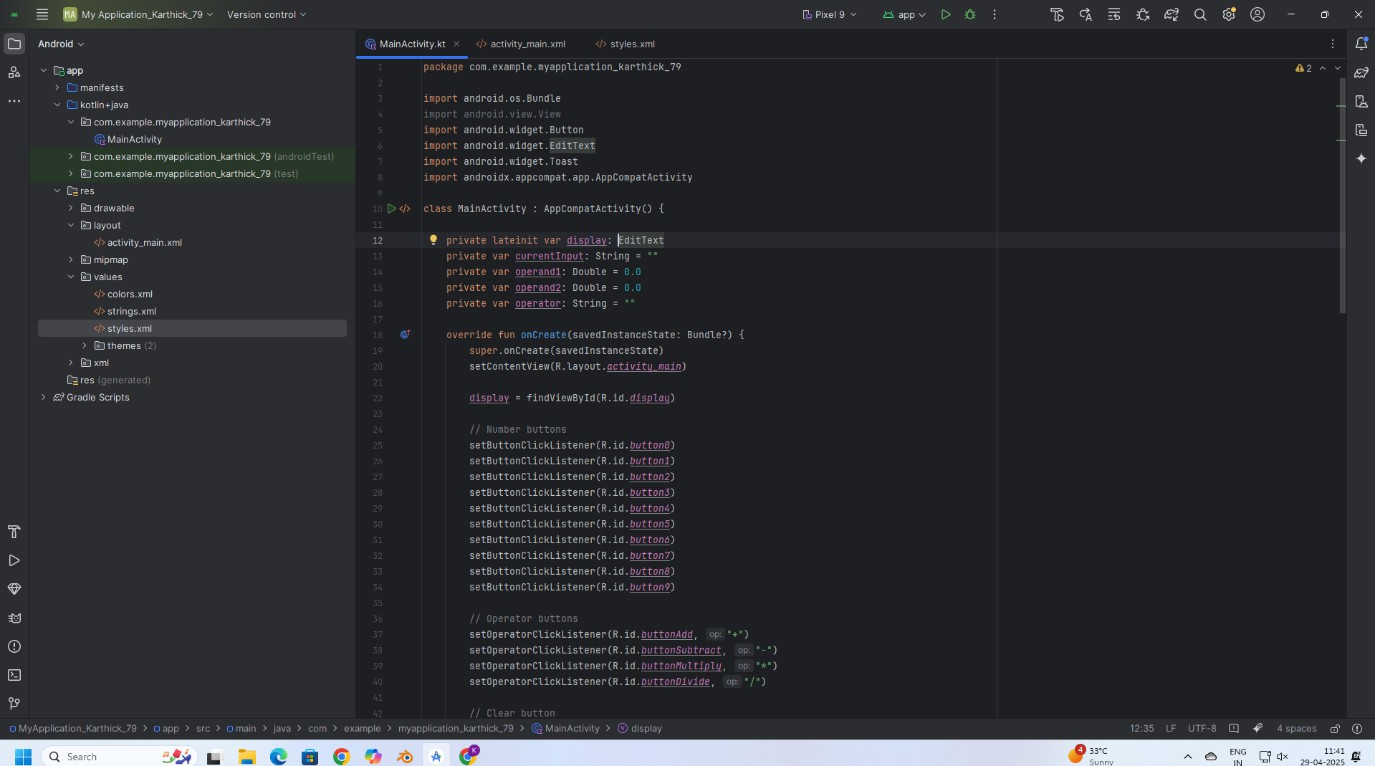 MA My Application_Karthick_79 Version control Pixel 9 app
Android
app
manifests
kotlin+java
com.example.myapplication_karthick_79
MainActivity
com.example.myapplication_karthick_79 (androidTest)
com.example.myapplication_karthick_79 (test)
res
drawable
layout
activity_main.xml
mipmap
values
colors.xml
strings.xml
styles.xml
themes (2)
xml
res (generated)
Gradle Scripts
MainActivity.kt activity_main.xml styles.xml
2
1 package com.example.myapplication_karthick_79
2
3 import android.os.Bundle
4 import android.view.View
5 import android.widget.Button
6 import android.widget.EditText
7 import android.widget.Toast
8 import androidx.appcompat.app.AppCompatActivity
9
10 class MainActivity : AppCompatActivity() {
11
12 private lateinit var display: EditText
13 private var currentInput: String = ""
14 private var operand1: Double = 0.0
15 private var operand2: Double = 0.0
16 private var operator: String = ""
17
18 override fun onCreate(savedInstanceState: Bundle?) {
19 super.onCreate(savedInstanceState)
20 setContentView(R.layout.activity_main)
21
22 display = findViewById(R.id.display)
23
24 // Number buttons
25 setButtonClickListener(R.id.button0)
26 setButtonClickListener(R.id.button1)
27 setButtonClickListener(R.id.button2)
28 setButtonClickListener(R.id.button3)
29 setButtonClickListener(R.id.button4)
30 setButtonClickListener(R.id.button5)
31 setButtonClickListener(R.id.button6)
32 setButtonClickListener(R.id.button7)
33 setButtonClickListener(R.id.button8)
34 setButtonClickListener(R.id.button9)
35
36 // Operator buttons
37 setOperatorClickListener(R.id.buttonAdd, op: "+")
38 setOperatorClickListener(R.id.buttonSubtract, op: "-")
39 setOperatorClickListener(R.id.buttonMultiply, op: "*")
40 setOperatorClickListener(R.id.buttonDivide, op: "/")
41
42 // Clear button
MyApplication_Karthick_79 > app > src > main > java > com > example > myapplication_karthick_79 > MainActivity > display 12:35 LF UTF-8 4 spaces
Search 4 33°C Sunny ENG IN 11:41 29-04-2025